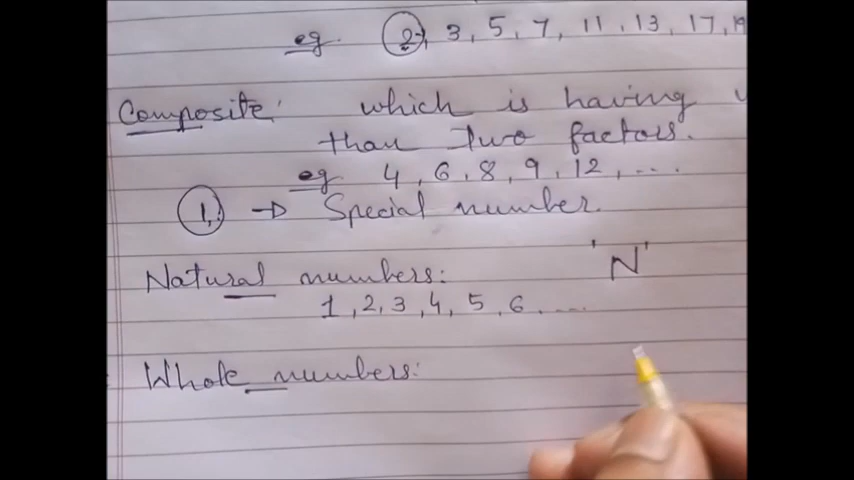 eg. 2, 3, 5, 7, 11, 13, 17, 19
Composite: which is having
than Two factors.
eg. 4, 6, 8, 9, 12, ....
1, → Special number.
Natural numbers: 'N'
1, 2, 3, 4, 5, 6, ....
Whole numbers: